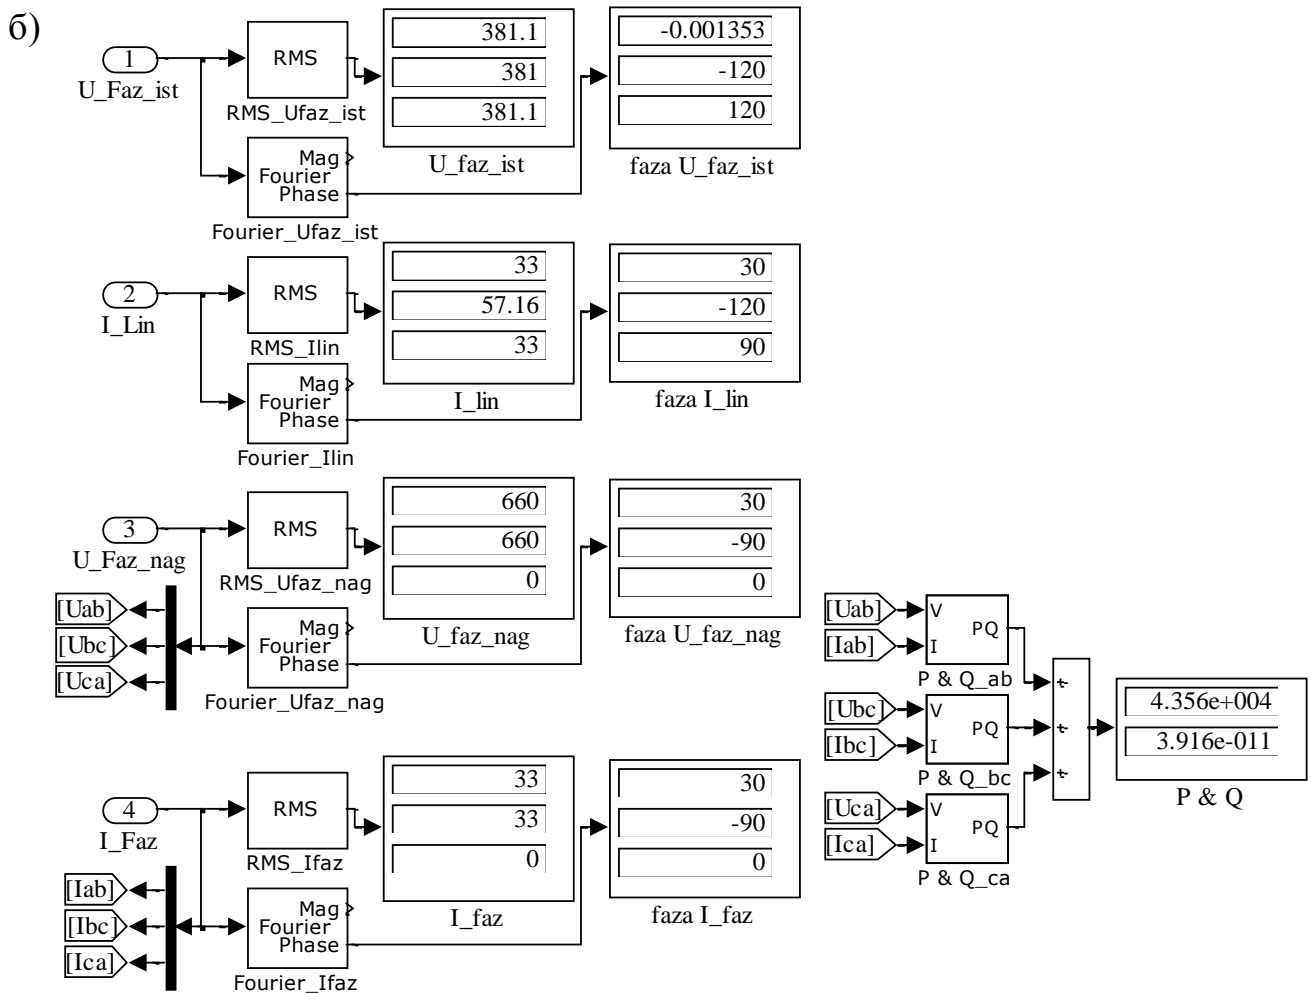 б)
1
U_Faz_ist
RMS
RMS_Ufaz_ist
Mag
Fourier
Phase
Fourier_Ufaz_ist
381.1
381
381.1
U_faz_ist
-0.001353
-120
120
faza U_faz_ist
2
I_Lin
RMS
RMS_Ilin
Mag
Fourier
Phase
Fourier_Ilin
33
57.16
33
I_lin
30
-120
90
faza I_lin
3
U_Faz_nag
[Uab]
[Ubc]
[Uca]
RMS
RMS_Ufaz_nag
Mag
Fourier
Phase
Fourier_Ufaz_nag
660
660
0
U_faz_nag
30
-90
0
faza U_faz_nag
4
I_Faz
[Iab]
[Ibc]
[Ica]
RMS
RMS_Ifaz
Mag
Fourier
Phase
Fourier_Ifaz
33
33
0
I_faz
30
-90
0
faza I_faz
[Uab]
[Iab]
V
I
PQ
P & Q_ab
[Ubc]
[Ibc]
V
I
PQ
P & Q_bc
[Uca]
[Ica]
V
I
PQ
P & Q_ca
+
+
+
4.356e+004
3.916e-011
P & Q